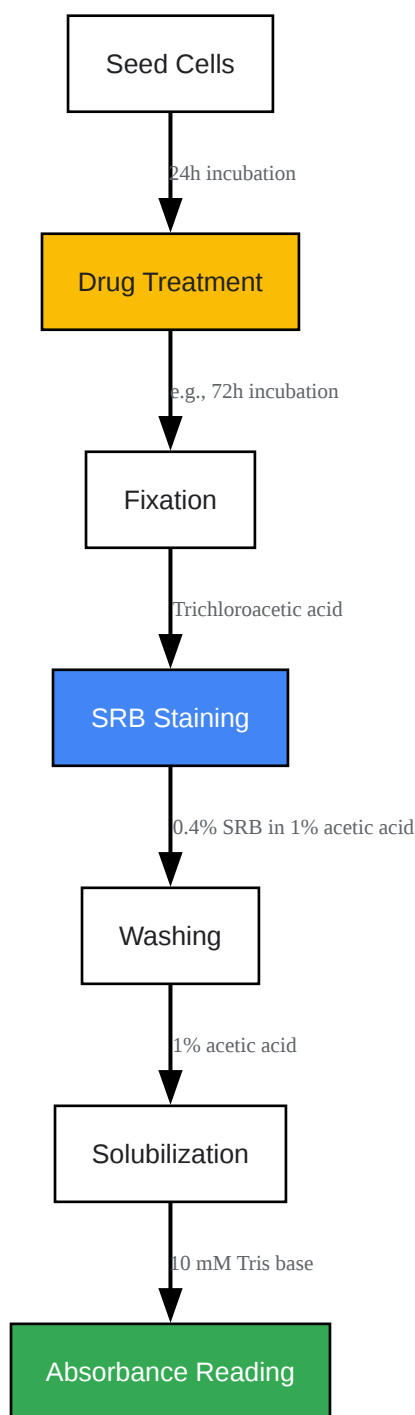 Seed Cells
24h incubation
Drug Treatment
e.g., 72h incubation
Fixation
Trichloroacetic acid
SRB Staining
0.4% SRB in 1% acetic acid
Washing
1% acetic acid
Solubilization
10 mM Tris base
Absorbance Reading